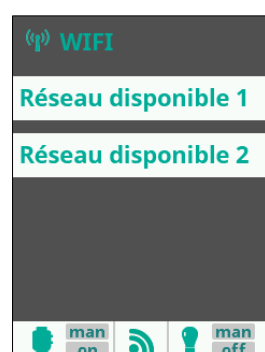 WIFI
Réseau disponible 1
Réseau disponible 2
man man
on off